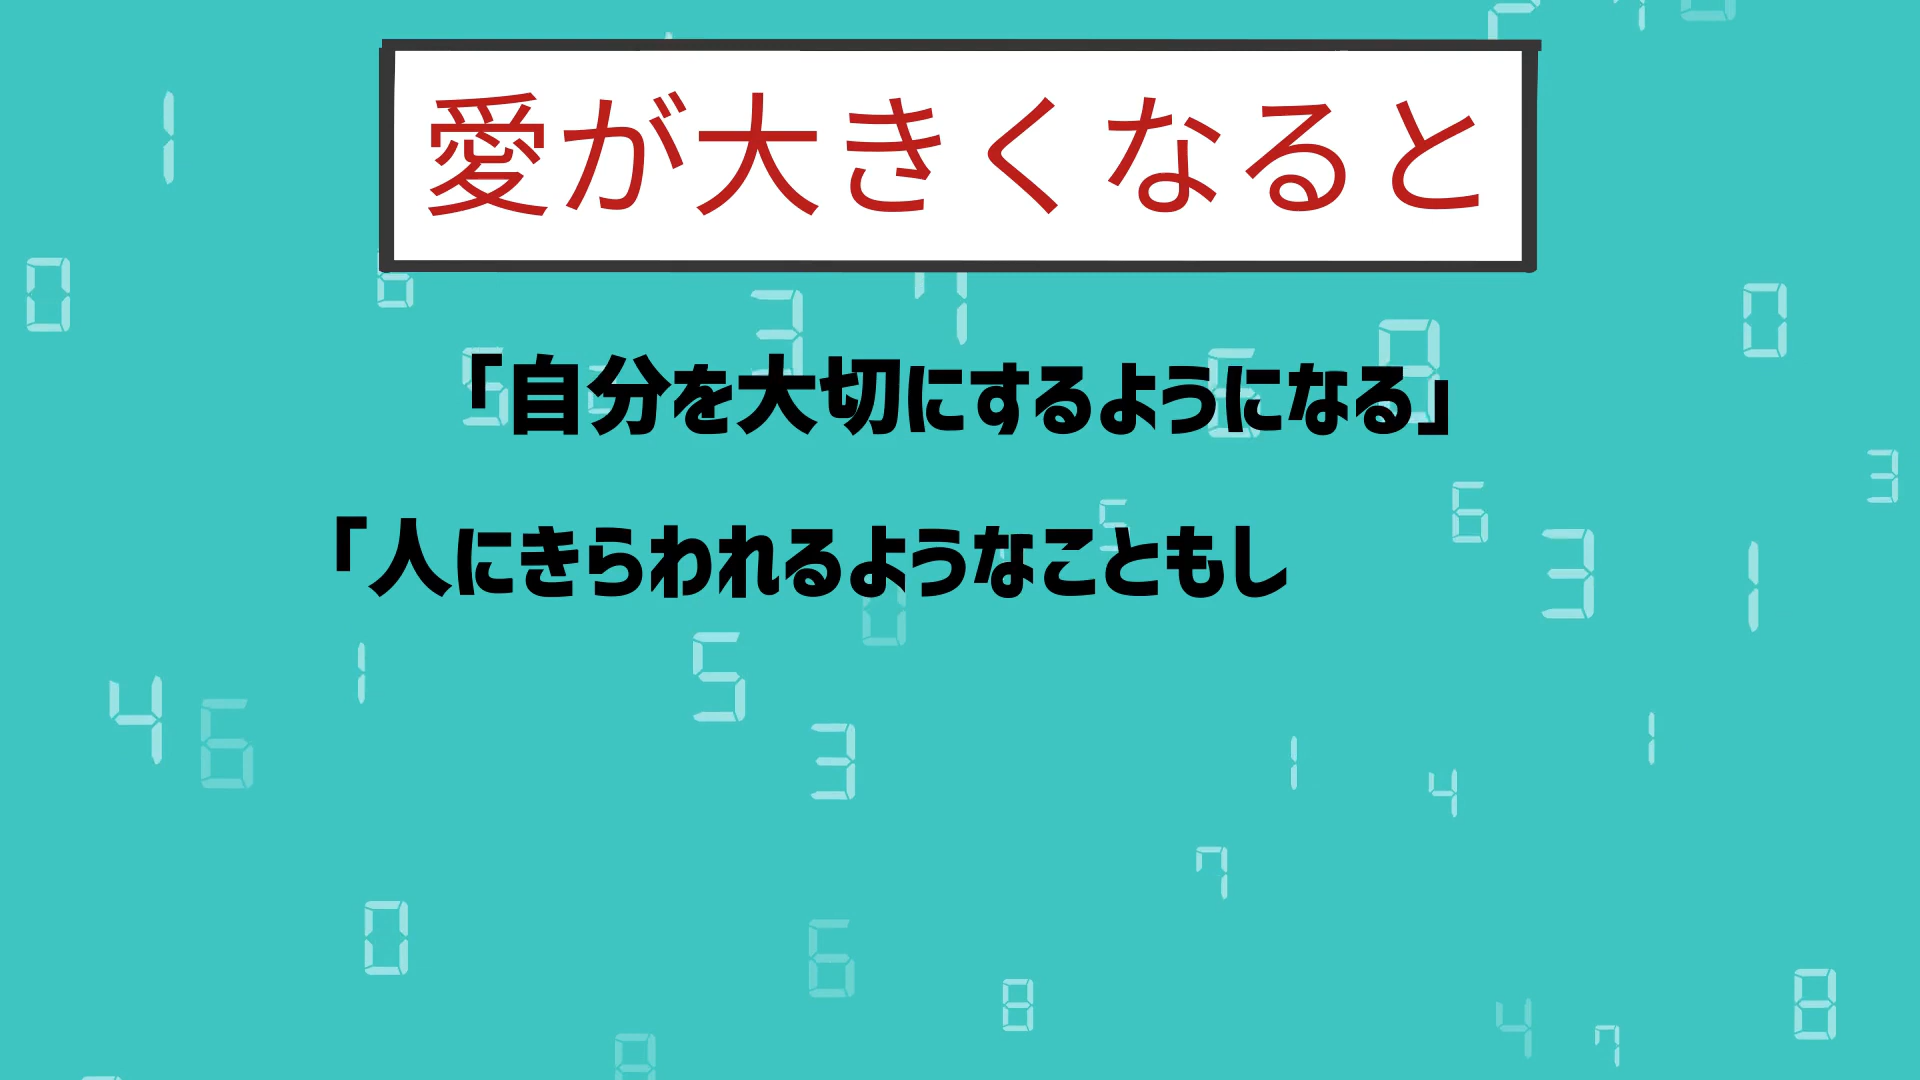 愛が大きくなると
「自分を大切にするようになる」
「人にきらわれるようなこともし